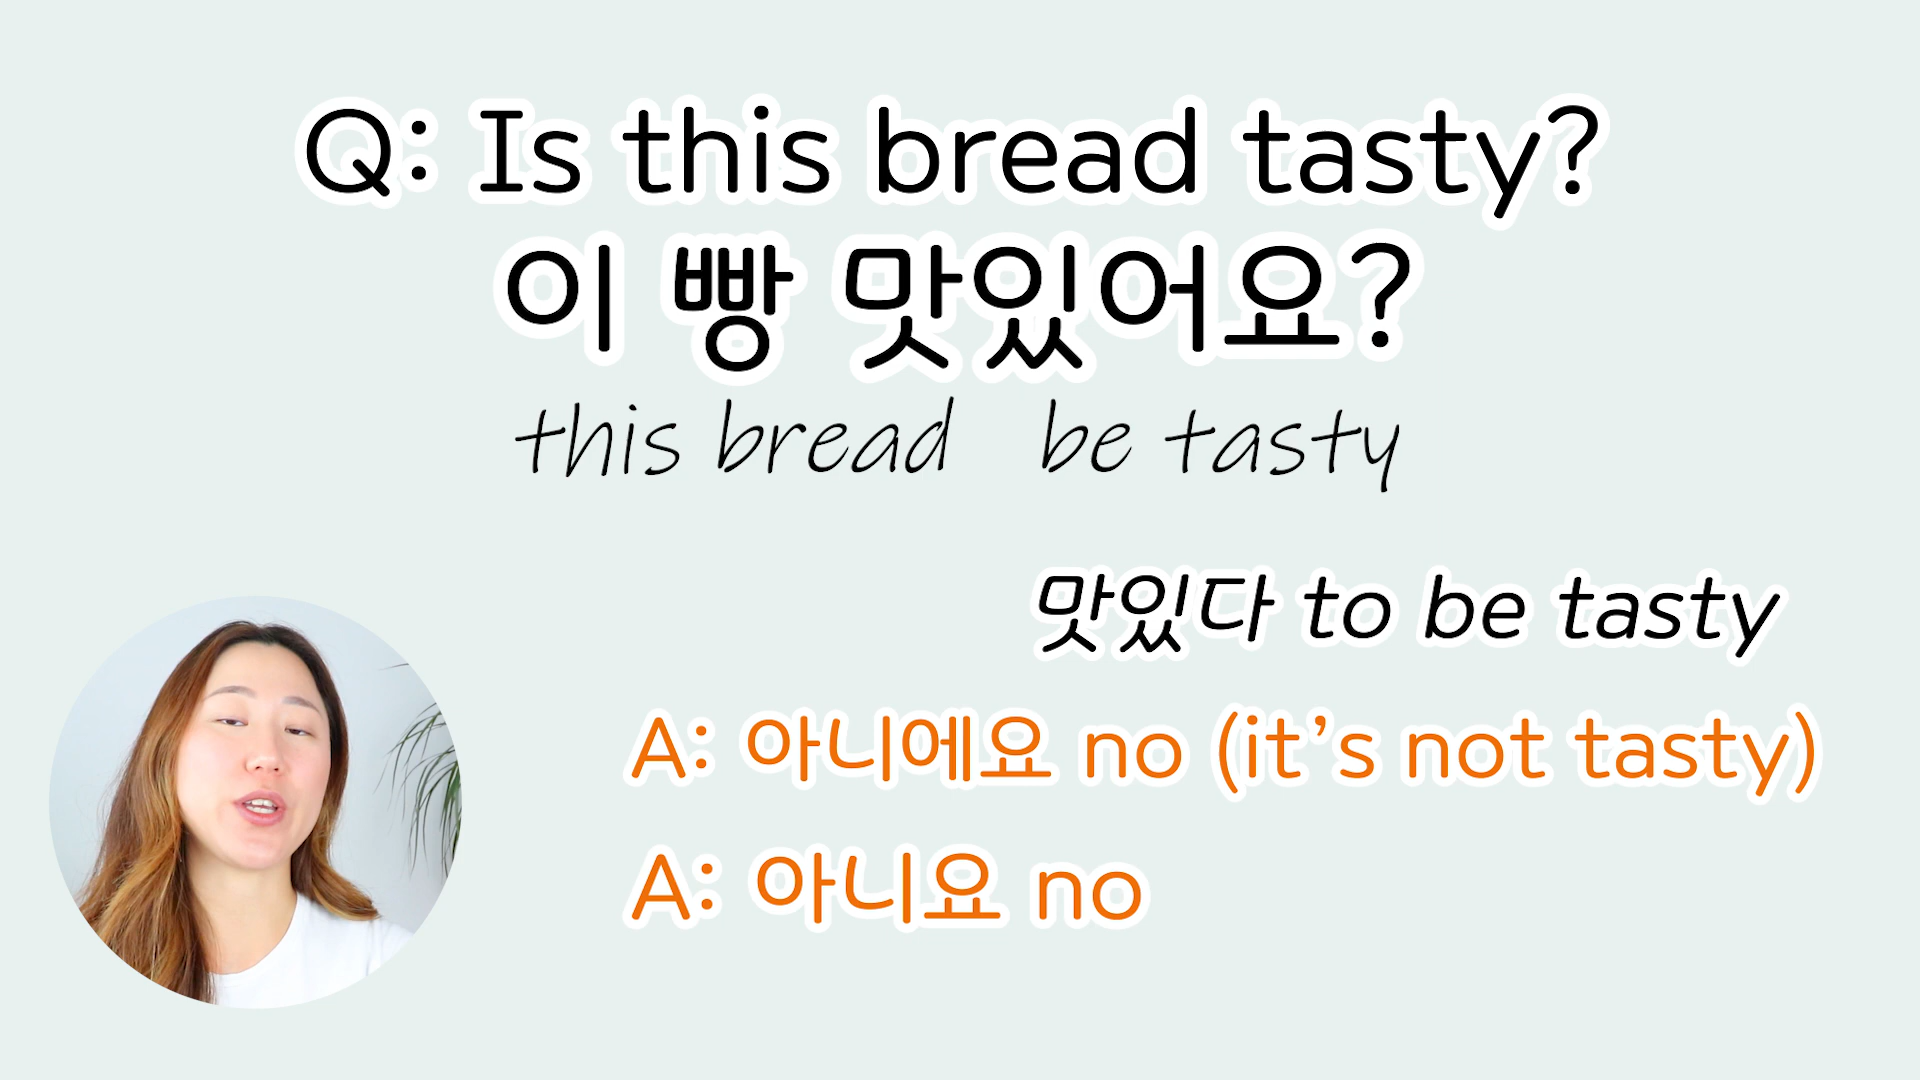 Q: Is this bread tasty?
이 빵 맛있어요?
this bread be tasty
맛있다 to be tasty
A: 아니에요 no (it’s not tasty)
A: 아니요 no